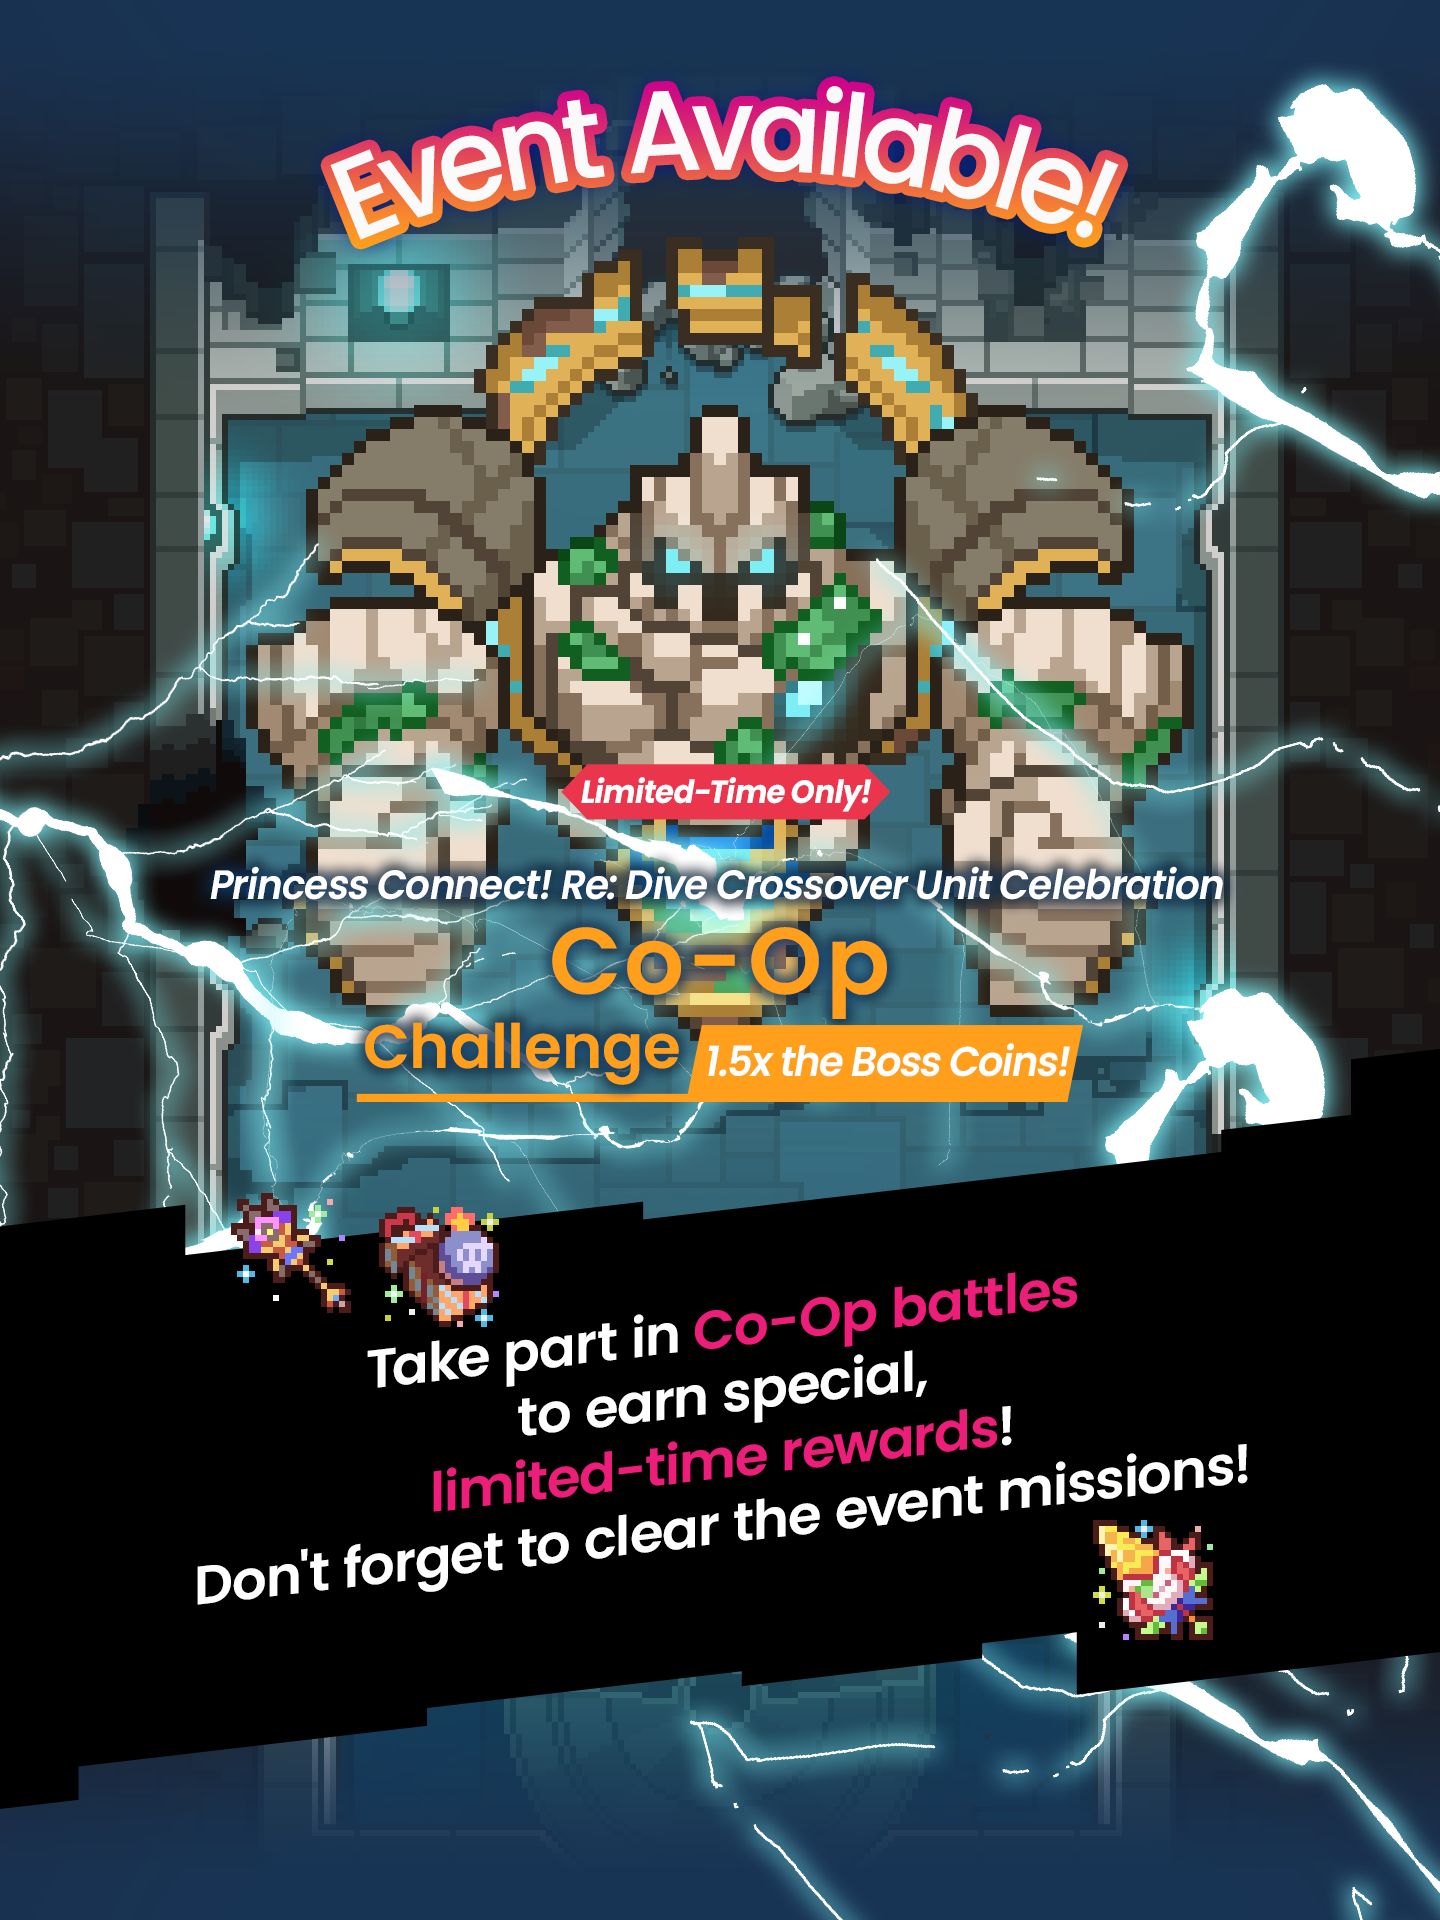 Event Available!
Limited-Time Only!
Princess Connect! Re: Dive Crossover Unit Celebration
Co-Op
Challenge 1.5x the Boss Coins!
Take part in Co-Op battles
to earn special,
limited-time rewards!
Don't forget to clear the event missions!